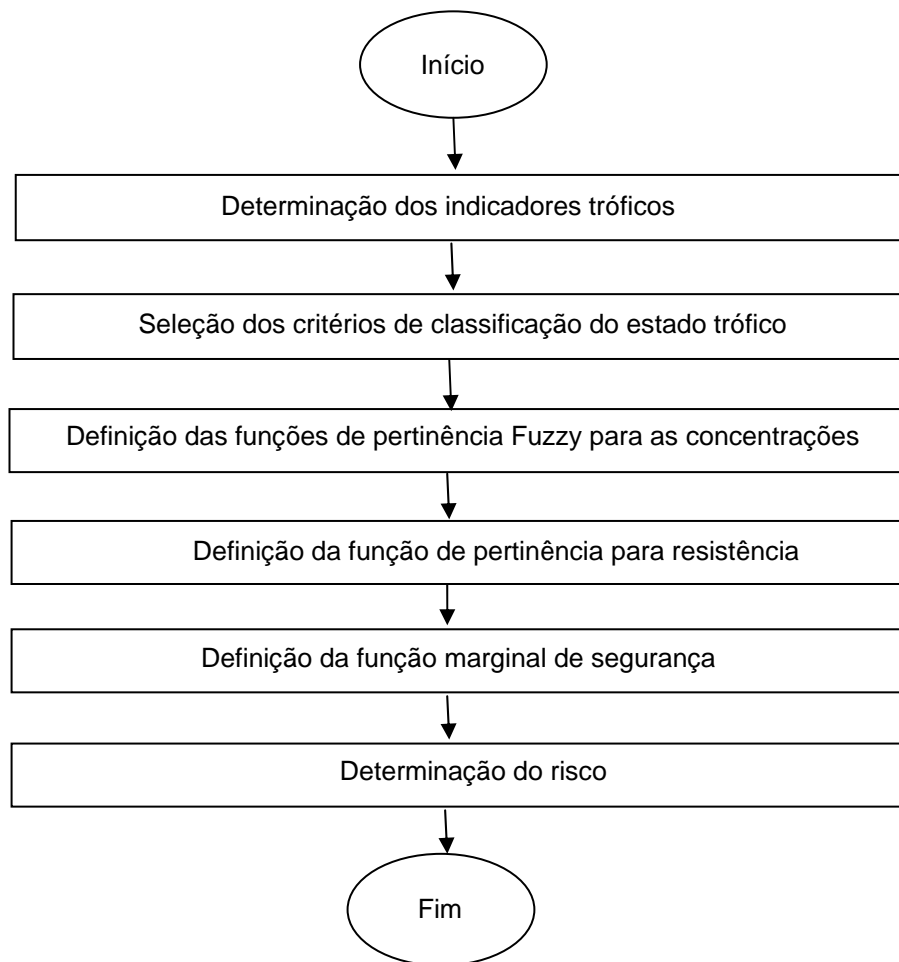 Início
Determinação dos indicadores tróficos
Seleção dos critérios de classificação do estado trófico
Definição das funções de pertinência Fuzzy para as concentrações
Definição da função de pertinência para resistência
Definição da função marginal de segurança
Determinação do risco
Fim